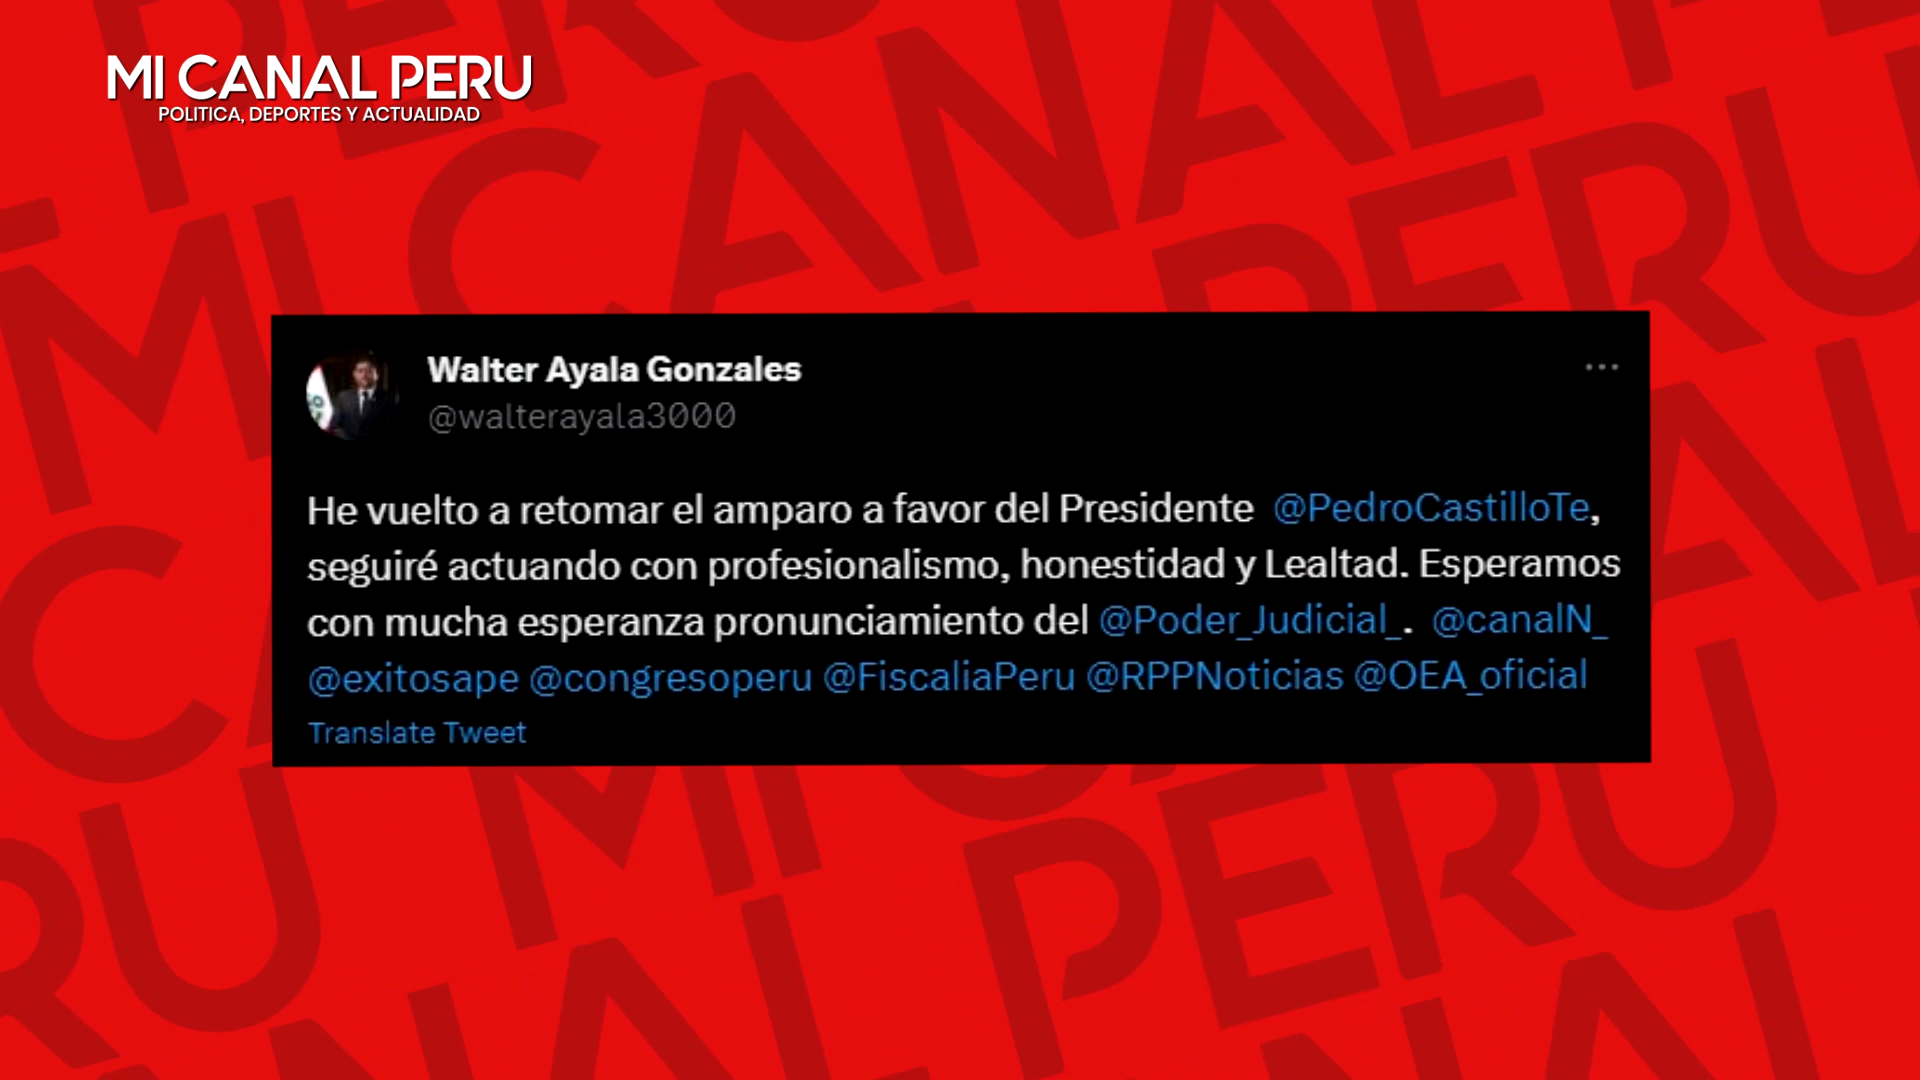 MI CANAL PERU
POLITICA, DEPORTES Y ACTUALIDAD
Walter Ayala Gonzales
@walterayala3000
He vuelto a retomar el amparo a favor del Presidente @PedroCastilloTe,
seguiré actuando con profesionalismo, honestidad y Lealtad. Esperamos
con mucha esperanza pronunciamiento del @Poder_Judicial_. @canalN_
@exitosape @congresoperu @FiscaliaPeru @RPPNoticias @OEA_oficial
Translate Tweet